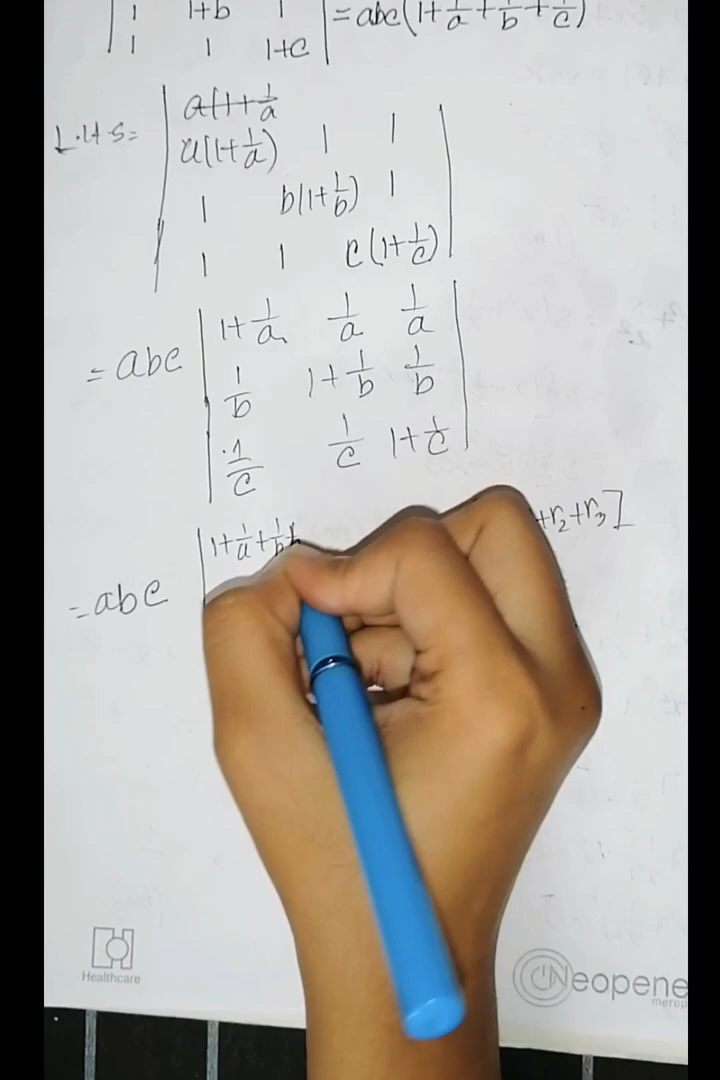 1 1+b 1 = abc(1+1/a+1/b+1/c)
1 1 1+c
a(1+1/a
L.H.S= a(1+1/a) 1 1
1 b(1+1/b) 1
1 1 c(1+1/c)
= abc 1+1/a 1/a 1/a
1/b 1+1/b 1/b
1/c 1/c 1+1/c
+r2+r3]
= abc 1+1/a+1/b+
Healthcare
Neopene